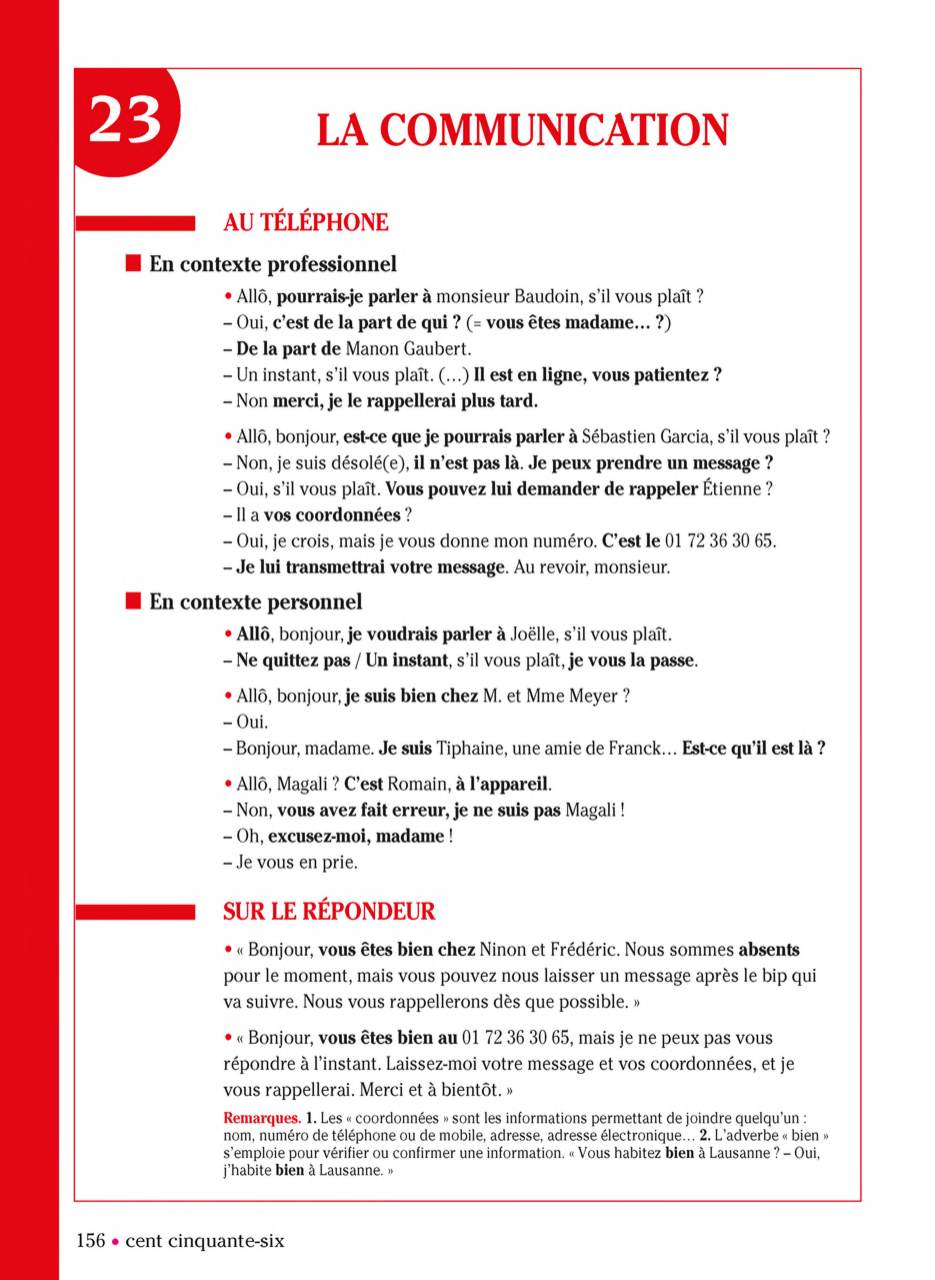 23
LA COMMUNICATION
AU TÉLÉPHONE
■ En contexte professionnel
• Allô, pourrais-je parler à monsieur Baudoin, s’il vous plaît ?
– Oui, c’est de la part de qui ? (= vous êtes madame… ?)
– De la part de Manon Gaubert.
– Un instant, s’il vous plaît. (…) Il est en ligne, vous patientez ?
– Non merci, je le rappellerai plus tard.
• Allô, bonjour, est-ce que je pourrais parler à Sébastien Garcia, s’il vous plaît ?
– Non, je suis désolé(e), il n’est pas là. Je peux prendre un message ?
– Oui, s’il vous plaît. Vous pouvez lui demander de rappeler Étienne ?
– Il a vos coordonnées ?
– Oui, je crois, mais je vous donne mon numéro. C’est le 01 72 36 30 65.
– Je lui transmettrai votre message. Au revoir, monsieur.
■ En contexte personnel
• Allô, bonjour, je voudrais parler à Joëlle, s’il vous plaît.
– Ne quittez pas / Un instant, s’il vous plaît, je vous la passe.
• Allô, bonjour, je suis bien chez M. et Mme Meyer ?
– Oui.
– Bonjour, madame. Je suis Tiphaine, une amie de Franck… Est-ce qu’il est là ?
• Allô, Magali ? C’est Romain, à l’appareil.
– Non, vous avez fait erreur, je ne suis pas Magali !
– Oh, excusez-moi, madame !
– Je vous en prie.
SUR LE RÉPONDEUR
• « Bonjour, vous êtes bien chez Ninon et Frédéric. Nous sommes absents
pour le moment, mais vous pouvez nous laisser un message après le bip qui
va suivre. Nous vous rappellerons dès que possible. »
• « Bonjour, vous êtes bien au 01 72 36 30 65, mais je ne peux pas vous
répondre à l’instant. Laissez-moi votre message et vos coordonnées, et je
vous rappellerai. Merci et à bientôt. »
Remarques. 1. Les « coordonnées » sont les informations permettant de joindre quelqu’un :
nom, numéro de téléphone ou de mobile, adresse, adresse électronique… 2. L’adverbe « bien »
s’emploie pour vérifier ou confirmer une information. « Vous habitez bien à Lausanne ? – Oui,
j’habite bien à Lausanne. »
156 • cent cinquante-six